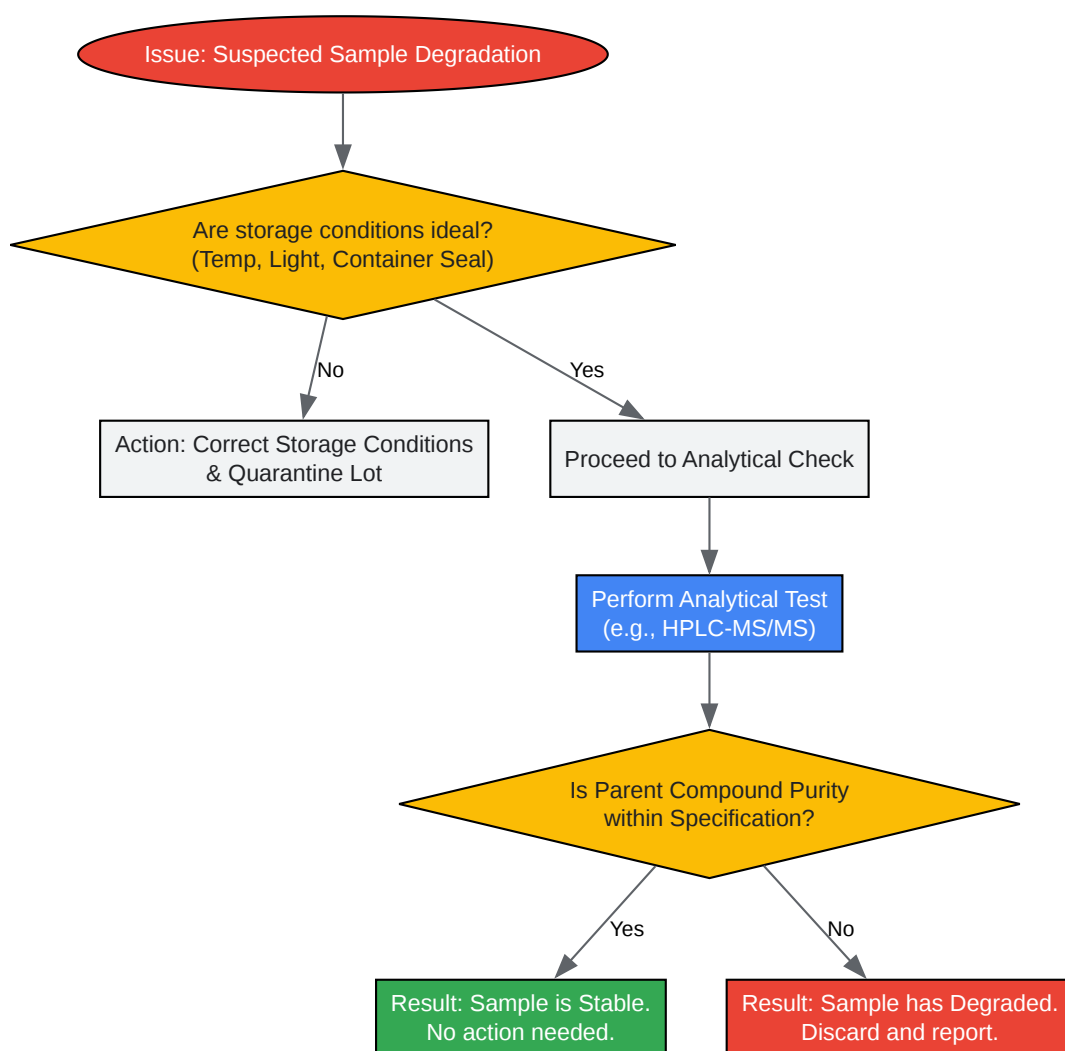 Issue: Suspected Sample Degradation
Are storage conditions ideal?
(Temp, Light, Container Seal)
No
Yes
Action: Correct Storage Conditions
& Quarantine Lot
Proceed to Analytical Check
Perform Analytical Test
(e.g., HPLC-MS/MS)
Is Parent Compound Purity
within Specification?
Yes
No
Result: Sample is Stable.
No action needed.
Result: Sample has Degraded.
Discard and report.